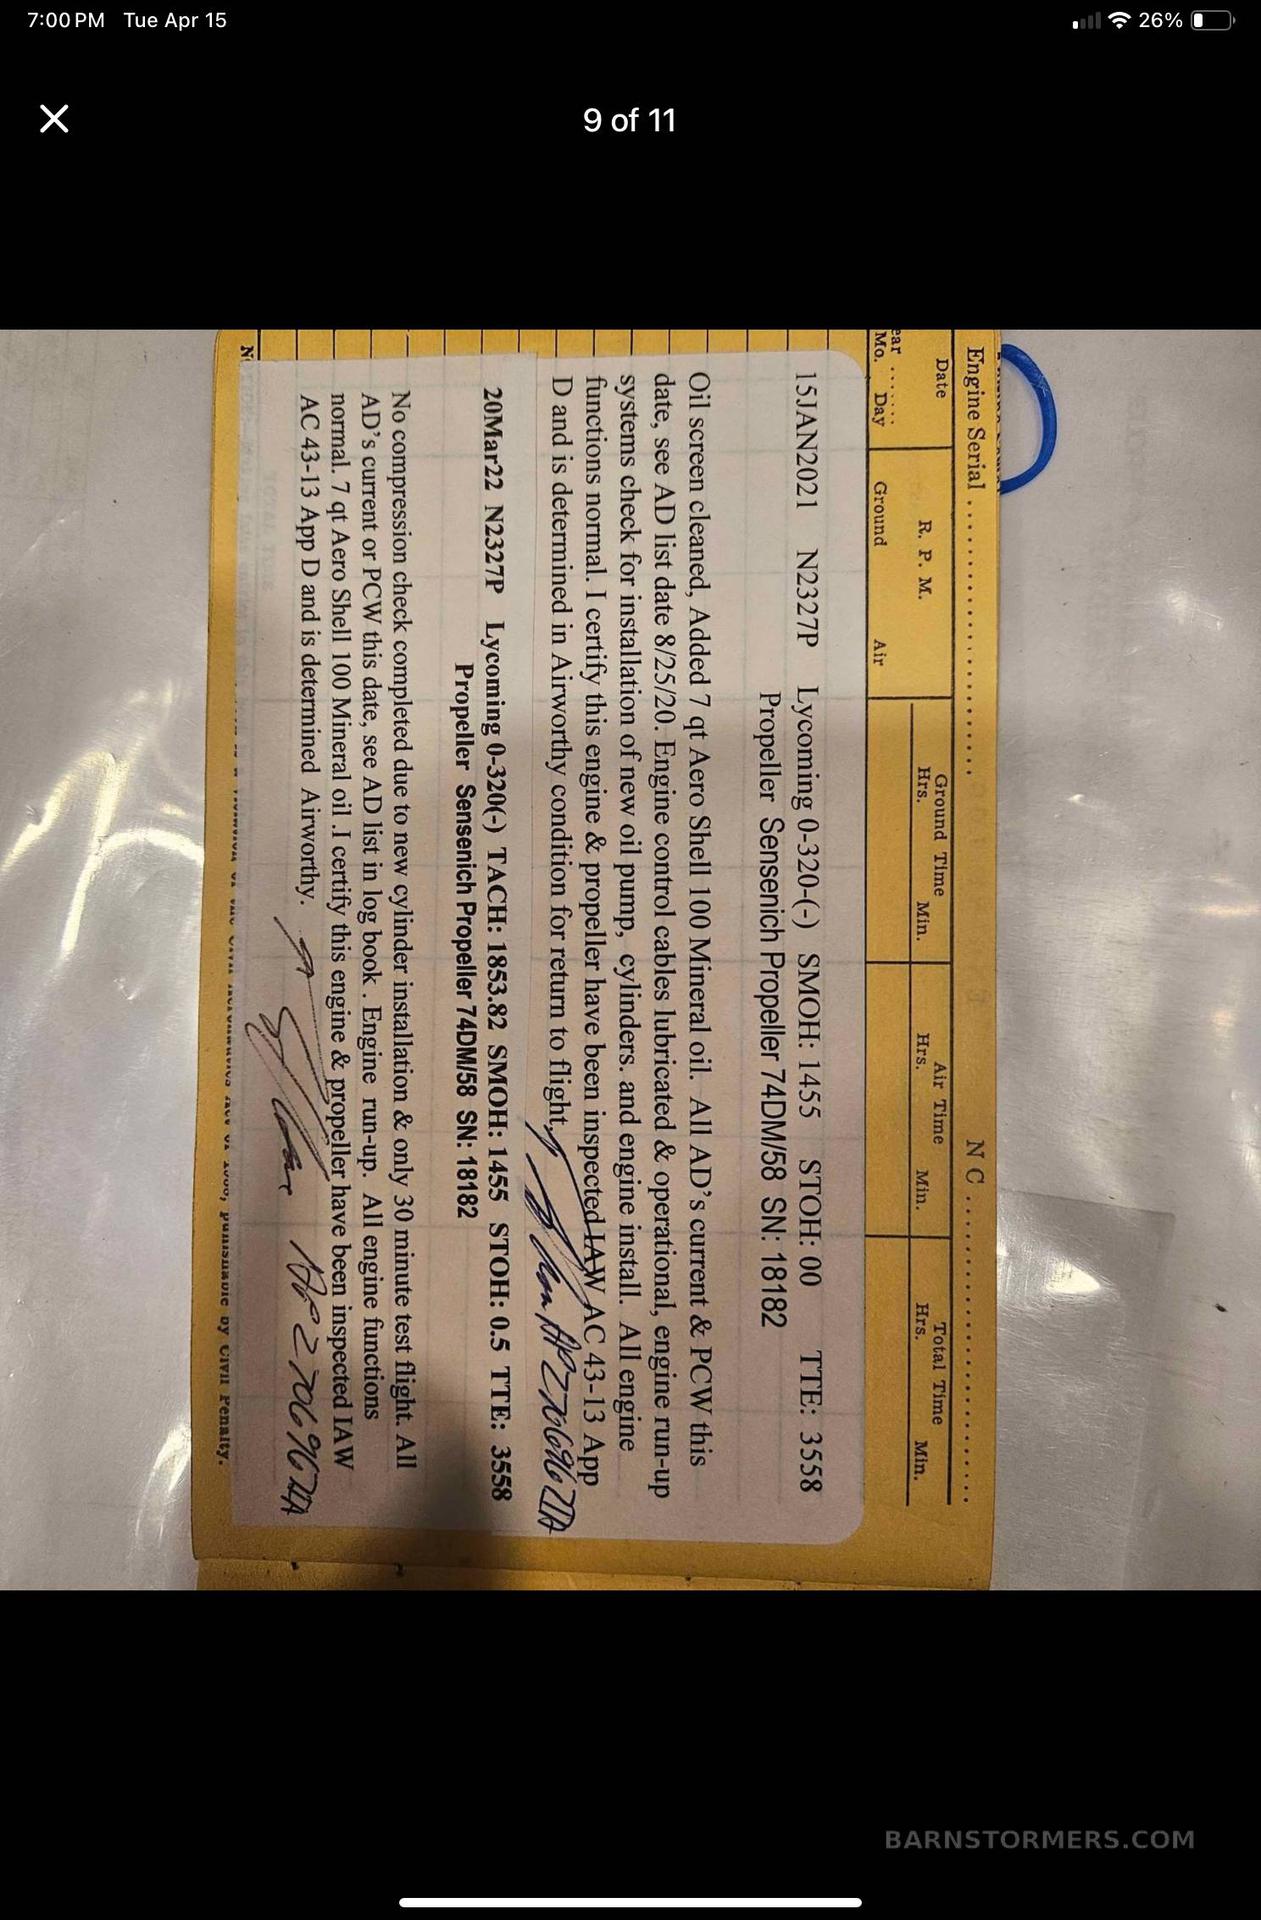 7:00 PM Tue Apr 15
26%
9 of 11
Engine Serial
N C
Date
R. P. M.
Ground Time
Air Time
Total Time
Mo. Day
Ground
Air
Hrs. Min.
Hrs. Min.
Hrs. Min.
15JAN2021 N2327P Lycoming 0-320-(-) SMOH: 1455 STOH: 00 TTE: 3558
Propeller Sensenich Propeller 74DM/58 SN: 18182
Oil screen cleaned, Added 7 qt Aero Shell 100 Mineral oil. All AD's current & PCW this
date, see AD list date 8/25/20. Engine control cables lubricated & operational, engine run-up
systems check for installation of new oil pump, cylinders. and engine install. All engine
functions normal. I certify this engine & propeller have been inspected IAW AC 43-13 App
D and is determined in Airworthy condition for return to flight.
AP2706967IA
20Mar22 N2327P Lycoming 0-320(-) TACH: 1853.82 SMOH: 1455 STOH: 0.5 TTE: 3558
Propeller Sensenich Propeller 74DM/58 SN: 18182
No compression check completed due to new cylinder installation & only 30 minute test flight. All
AD's current or PCW this date, see AD list in log book . Engine run-up. All engine functions
normal. 7 qt Aero Shell 100 Mineral oil .I certify this engine & propeller have been inspected IAW
AC 43-13 App D and is determined Airworthy.
AP2706967IA
punishable by Civil Penalty.
BARNSTORMERS.COM